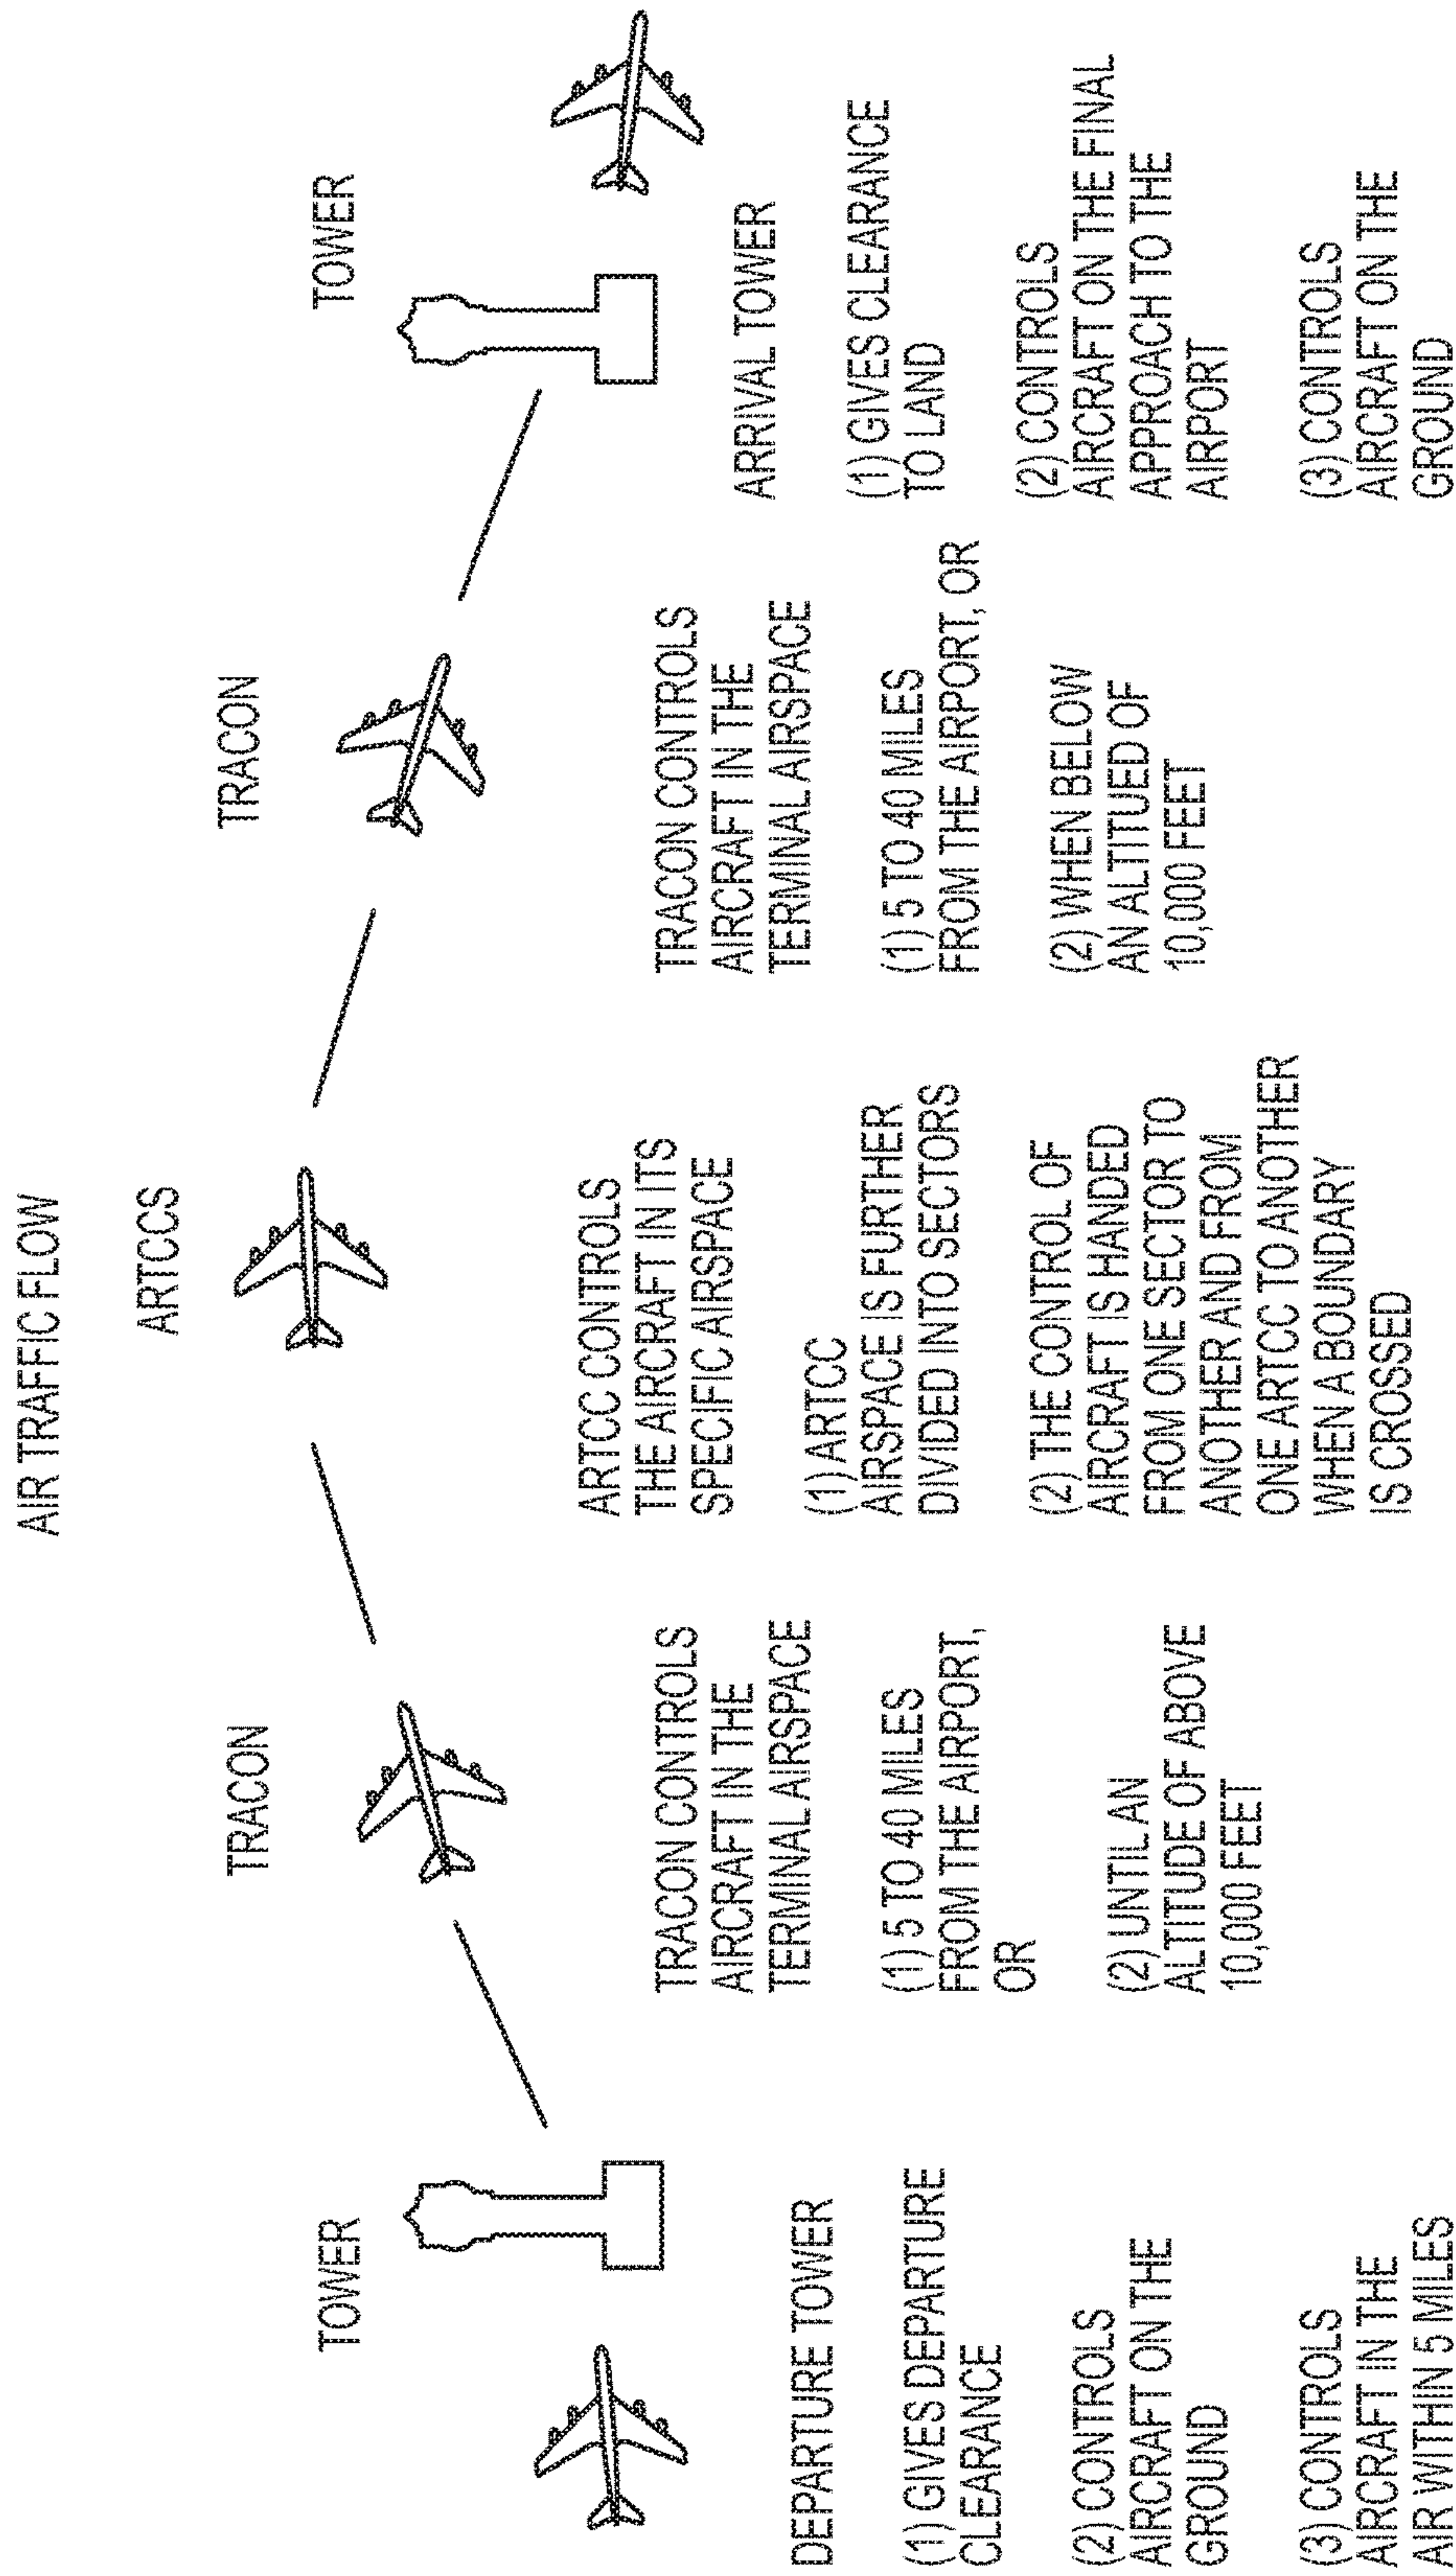 AIR TRAFFIC FLOW
ARTCCS
TRACON
TRACON
TOWER
TOWER
DEPARTURE TOWER
(1) GIVES DEPARTURE
CLEARANCE
(2) CONTROLS
AIRCRAFT ON THE
GROUND
(3) CONTROLS
AIRCRAFT IN THE
AIR WITHIN 5 MILES
TRACON CONTROLS
AIRCRAFT IN THE
TERMINAL AIRSPACE
(1) 5 TO 40 MILES
FROM THE AIRPORT,
OR
(2) UNTIL AN
ALTITUDE OF ABOVE
10,000 FEET
ARTCC CONTROLS
THE AIRCRAFT IN ITS
SPECIFIC AIRSPACE
(1) ARTCC
AIRSPACE IS FURTHER
DIVIDED INTO SECTORS
(2) THE CONTROL OF
AIRCRAFT IS HANDED
FROM ONE SECTOR TO
ANOTHER AND FROM
ONE ARTCC TO ANOTHER
WHEN A BOUNDARY
IS CROSSED
TRACON CONTROLS
AIRCRAFT IN THE
TERMINAL AIRSPACE
(1) 5 TO 40 MILES
FROM THE AIRPORT, OR
(2) WHEN BELOW
AN ALTITUED OF
10,000 FEET
ARRIVAL TOWER
(1) GIVES CLEARANCE
TO LAND
(2) CONTROLS
AIRCRAFT ON THE FINAL
APPROACH TO THE
AIRPORT
(3) CONTROLS
AIRCRAFT ON THE
GROUND